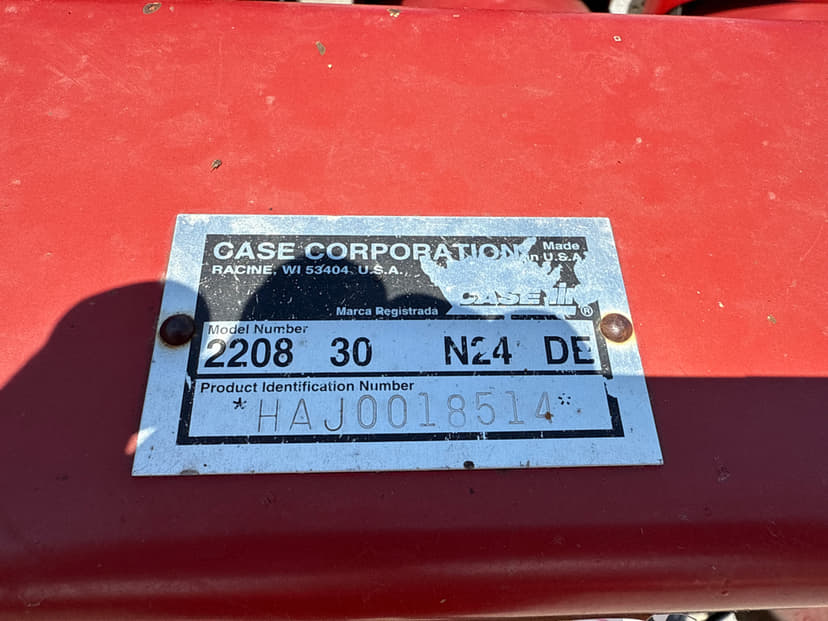 CASE CORPORATION Made
RACINE, WI 53404 U.S.A. in U.S.A
CASE IH
Marca Registrada ®
Model Number
2208 30 N24 DE
Product Identification Number
*HAJ0018514*